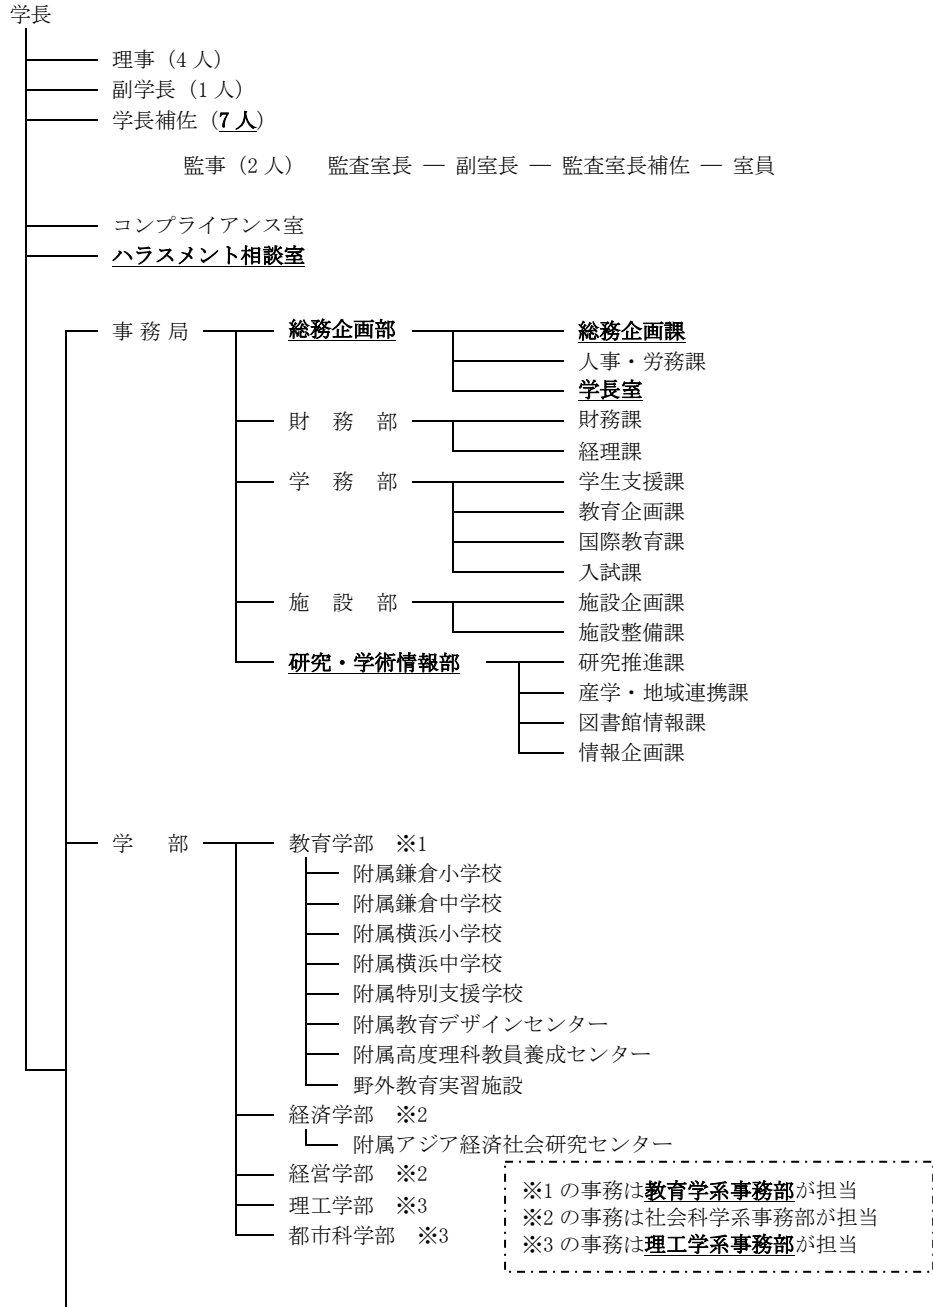 学長
理事（4 人）
副学長（1 人）
学長補佐（7 人）
監事（2 人） 監査室長 ― 副室長 ― 監査室長補佐 ― 室員
コンプライアンス室
ハラスメント相談室
事 務 局 総務企画部 総務企画課
人事・労務課
学長室
財 務 部 財務課
経理課
学 務 部 学生支援課
教育企画課
国際教育課
入試課
施 設 部 施設企画課
施設整備課
研究・学術情報部 研究推進課
産学・地域連携課
図書館情報課
情報企画課
学 部 教育学部 ※1
附属鎌倉小学校
附属鎌倉中学校
附属横浜小学校
附属横浜中学校
附属特別支援学校
附属教育デザインセンター
附属高度理科教員養成センター
野外教育実習施設
経済学部 ※2
附属アジア経済社会研究センター
経営学部 ※2
理工学部 ※3
都市科学部 ※3
※1 の事務は教育学系事務部が担当
※2 の事務は社会科学系事務部が担当
※3 の事務は理工学系事務部が担当